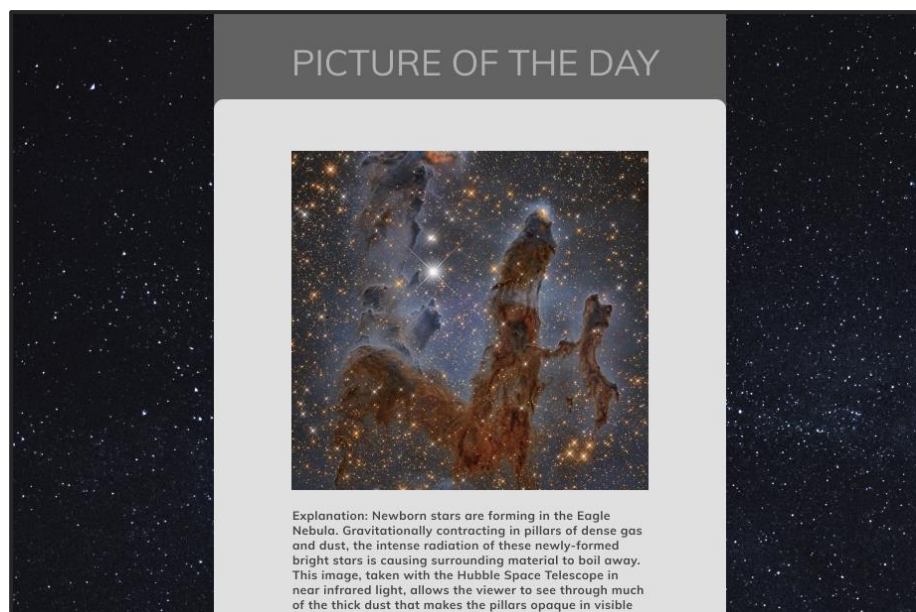 PICTURE OF THE DAY
Explanation: Newborn stars are forming in the Eagle
Nebula. Gravitationally contracting in pillars of dense gas
and dust, the intense radiation of these newly-formed
bright stars is causing surrounding material to boil away.
This image, taken with the Hubble Space Telescope in
near infrared light, allows the viewer to see through much
of the thick dust that makes the pillars opaque in visible